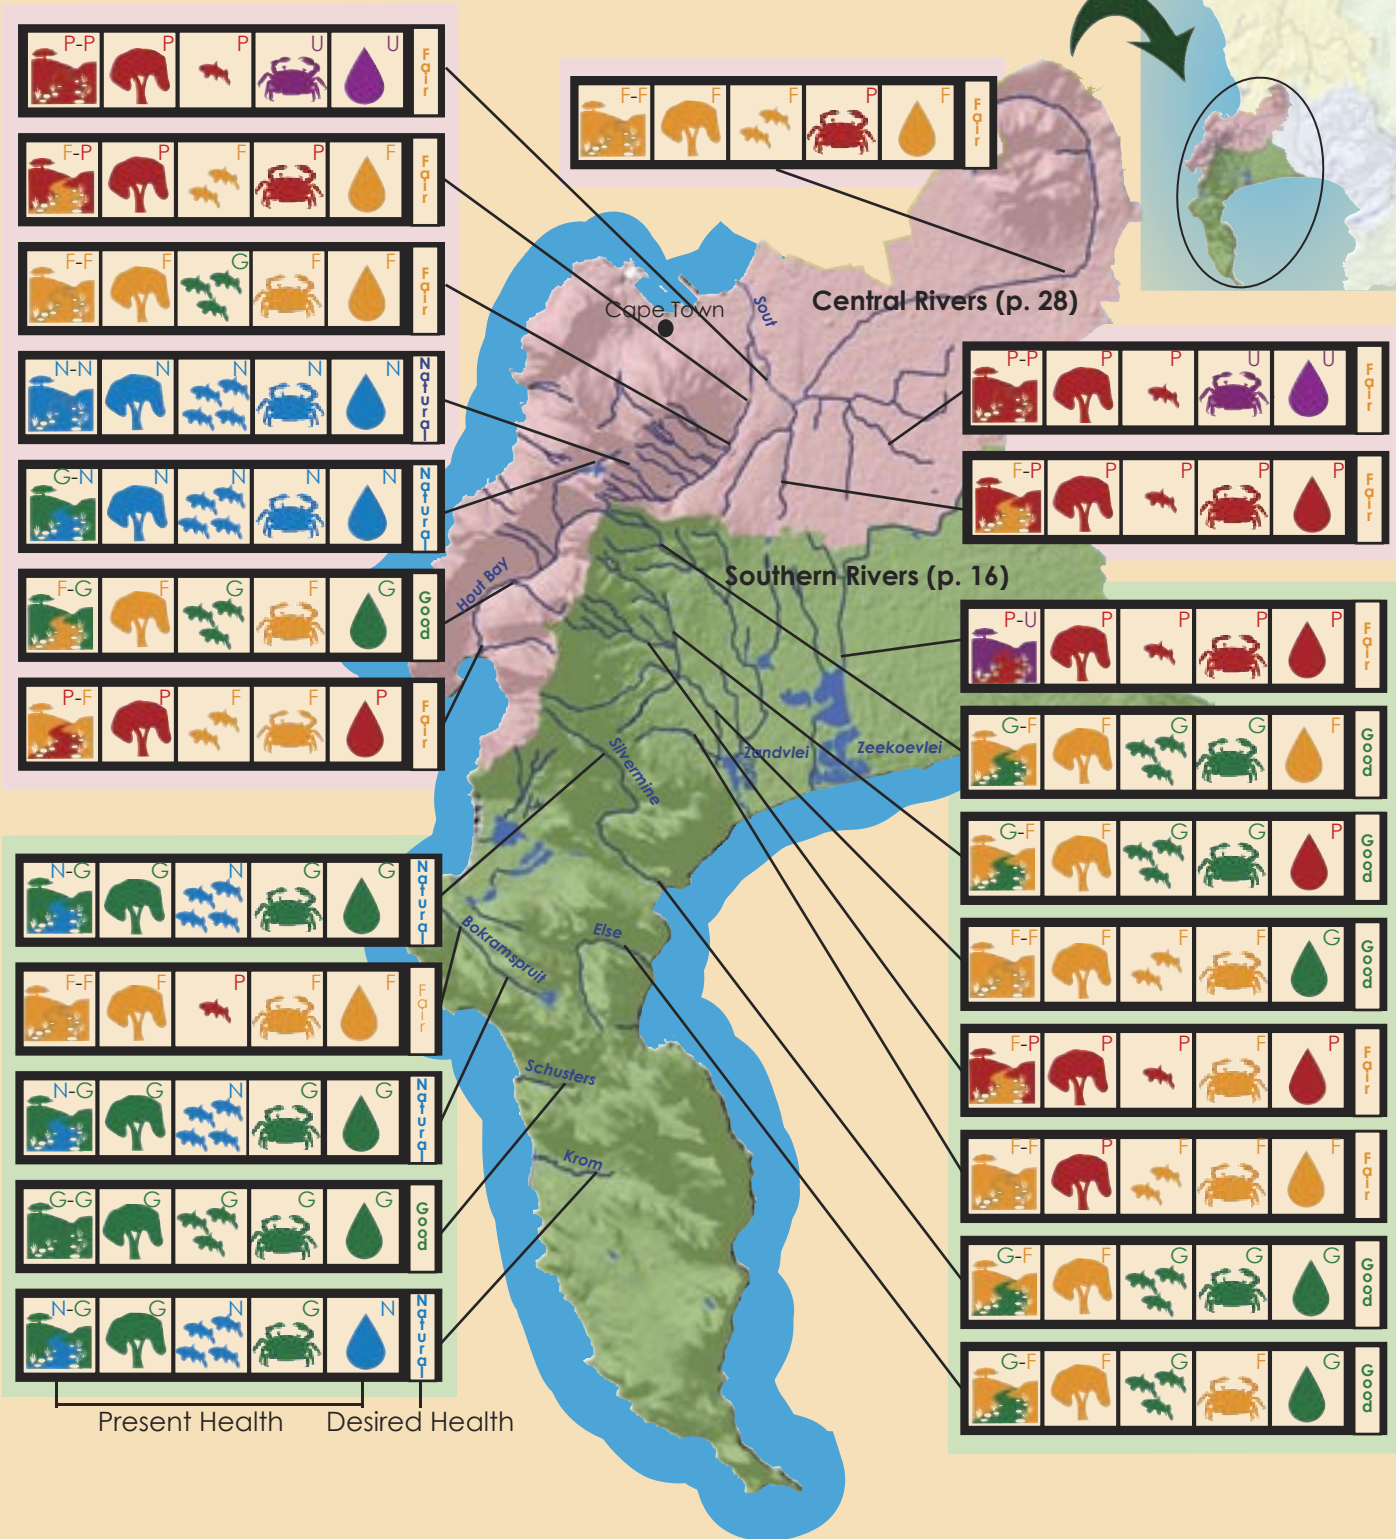 P-P P P U U Fair
F-P P F P F Fair
F-F F G F F Fair
N-N N N N N Natural
G-N N N N N Natural
F-G F G F G Good
P-F P F F P Fair
F-F F F P F Fair
Cape Town
Sout
Central Rivers (p. 28)
P-P P P U U Fair
F-P P P P P Fair
Hout Bay
Southern Rivers (p. 16)
P-U P P P P Fair
G-F F G G F Good
G-F F G G P Good
F-F F F F G Good
F-P P P F P Fair
F-F P F F F Fair
G-F F G G G Good
G-F F G F G Good
Silvermine
Zandvlei
Zeekoevlei
N-G G N G G Natural
F-F F P F F Fair
N-G G N G G Natural
G-G G G G G Good
N-G G N G N Natural
Bokramspruit
Else
Schusters
Krom
Present Health
Desired Health